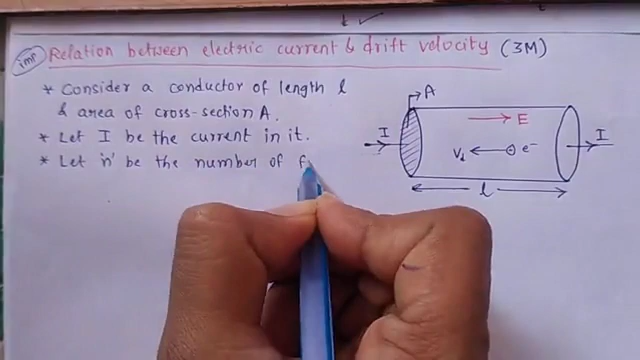 imp Relation between electric current & drift velocity (3M)
* Consider a conductor of length l
& area of cross-section A.
* Let I be the current in it.
* Let 'n' be the number of f
A
E
I
I
Vd
e-
l